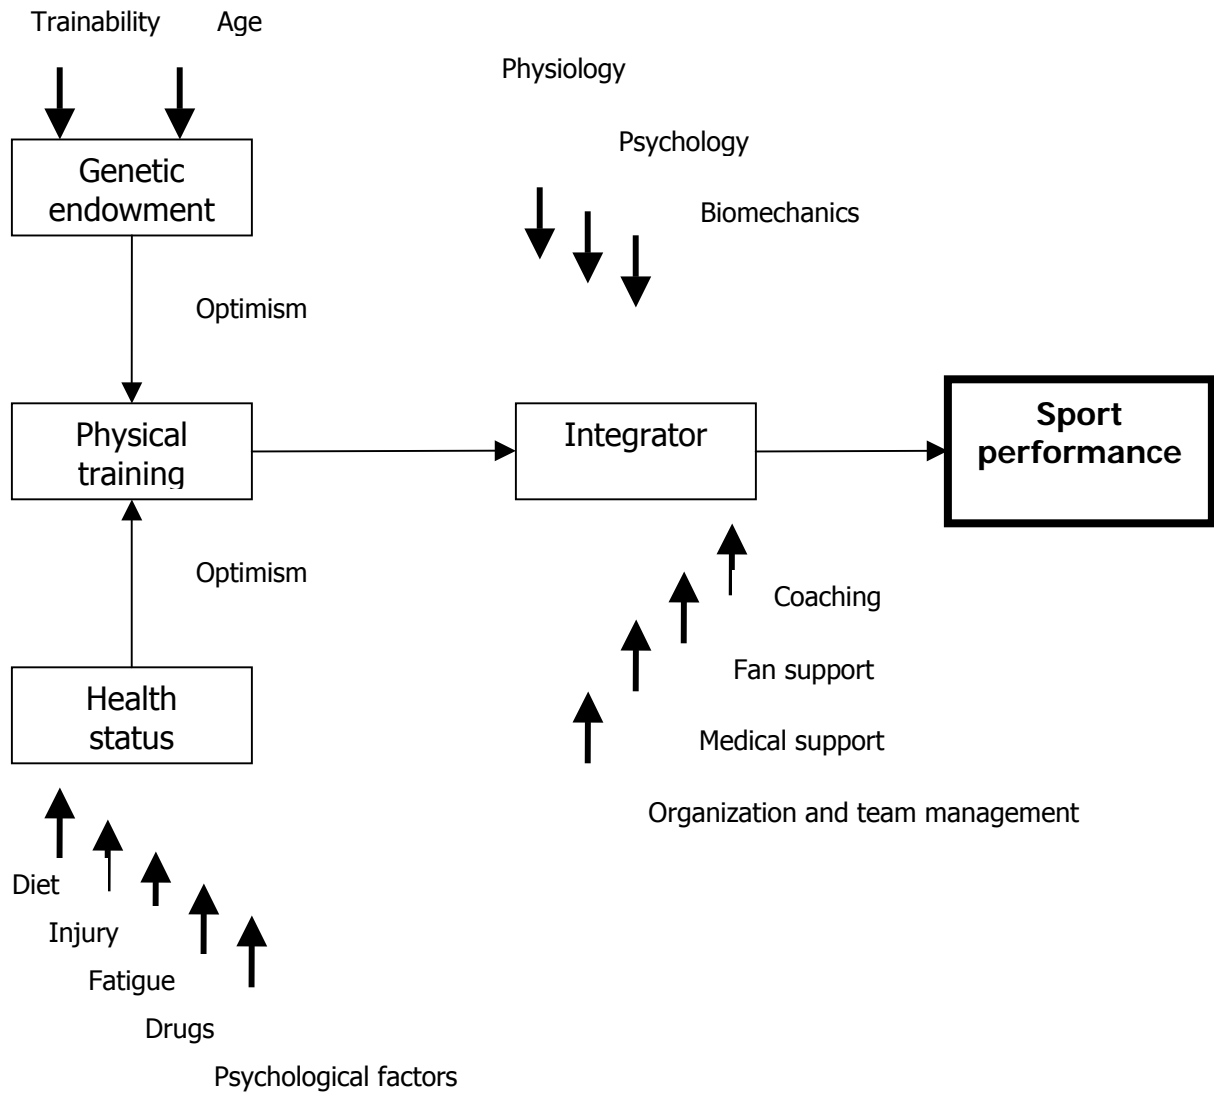 Trainability
Age
Physiology
Psychology
Biomechanics
Genetic
endowment
Optimism
Physical
training
Integrator
Sport
performance
Optimism
Coaching
Fan support
Medical support
Organization and team management
Health
status
Diet
Injury
Fatigue
Drugs
Psychological factors